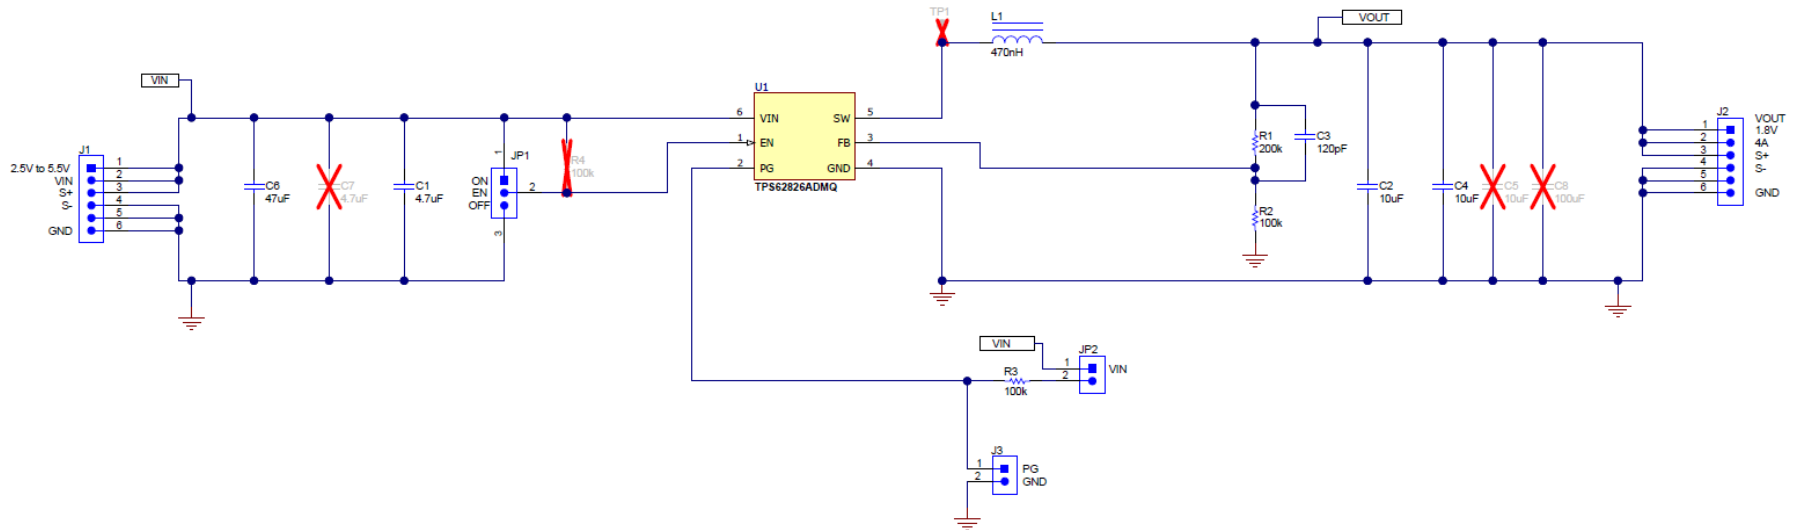 TP1
L1
470nH
VOUT
VIN
U1
6 VIN SW 5
1 EN FB 3
2 PG GND 4
TPS62826ADMQ
J1
2.5V to 5.5V 1
VIN 2
S+ 3
S- 4
5
GND 6
C6
47uF
C7
4.7uF
C1
4.7uF
1
JP1
ON
EN 2
OFF
3
R4
100k
R1
200k
C3
120pF
R2
100k
C2
10uF
C4
10uF
C5
10uF
C8
100uF
J2
VOUT
1 1.8V
2 4A
3 S+
4 S-
5
6 GND
VIN
JP2
1 VIN
2
R3
100k
J3
1 PG
2 GND